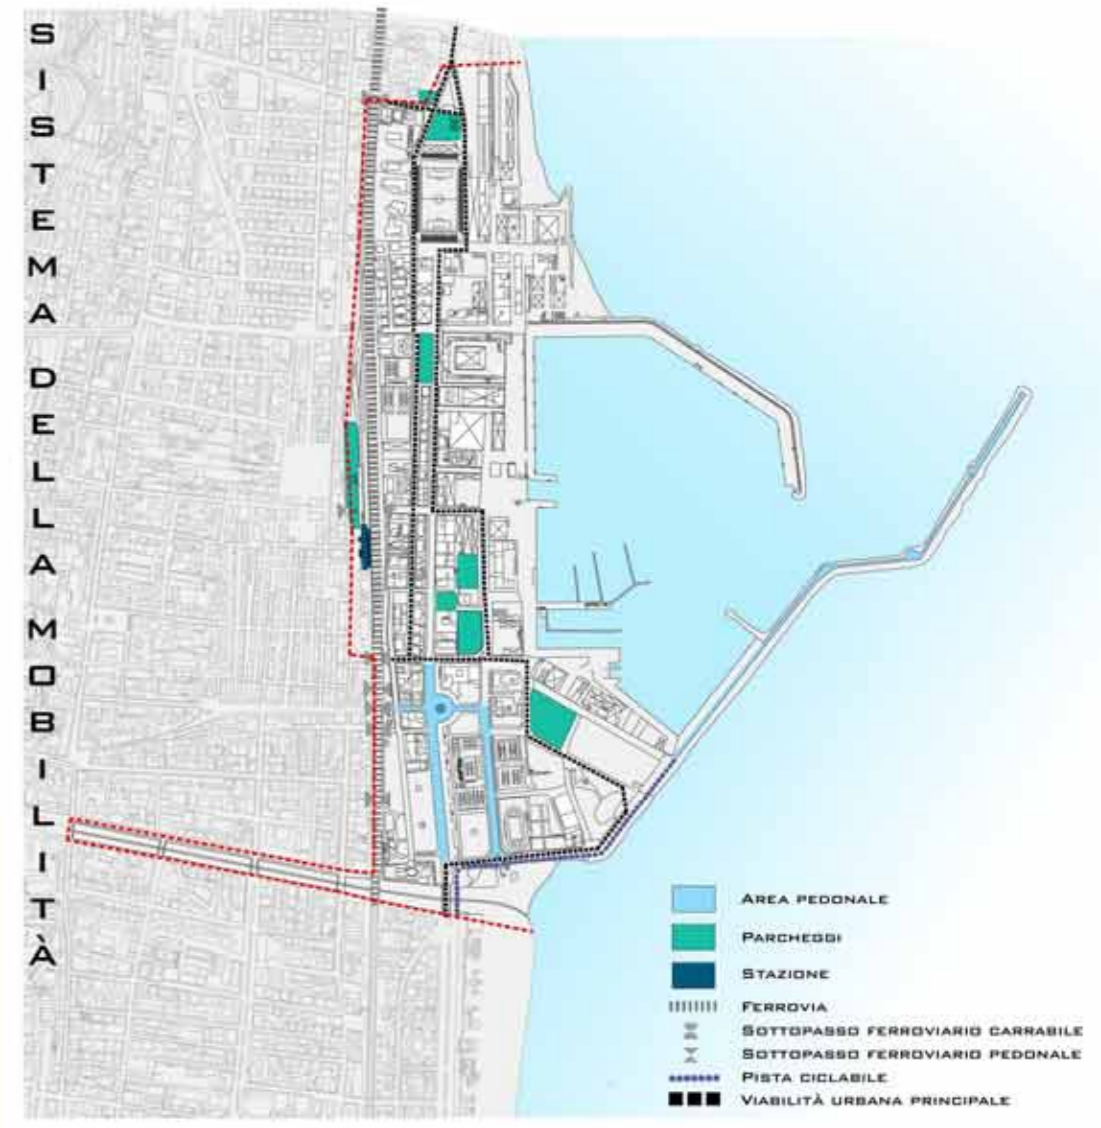 SISTEMA DELLA MOBILITÀ
AREA PEDONALE
PARCHEGGI
STAZIONE
FERROVIA
SOTTOPASSO FERROVIARIO CARRABILE
SOTTOPASSO FERROVIARIO PEDONALE
PISTA CICLABILE
VIABILITÀ URBANA PRINCIPALE